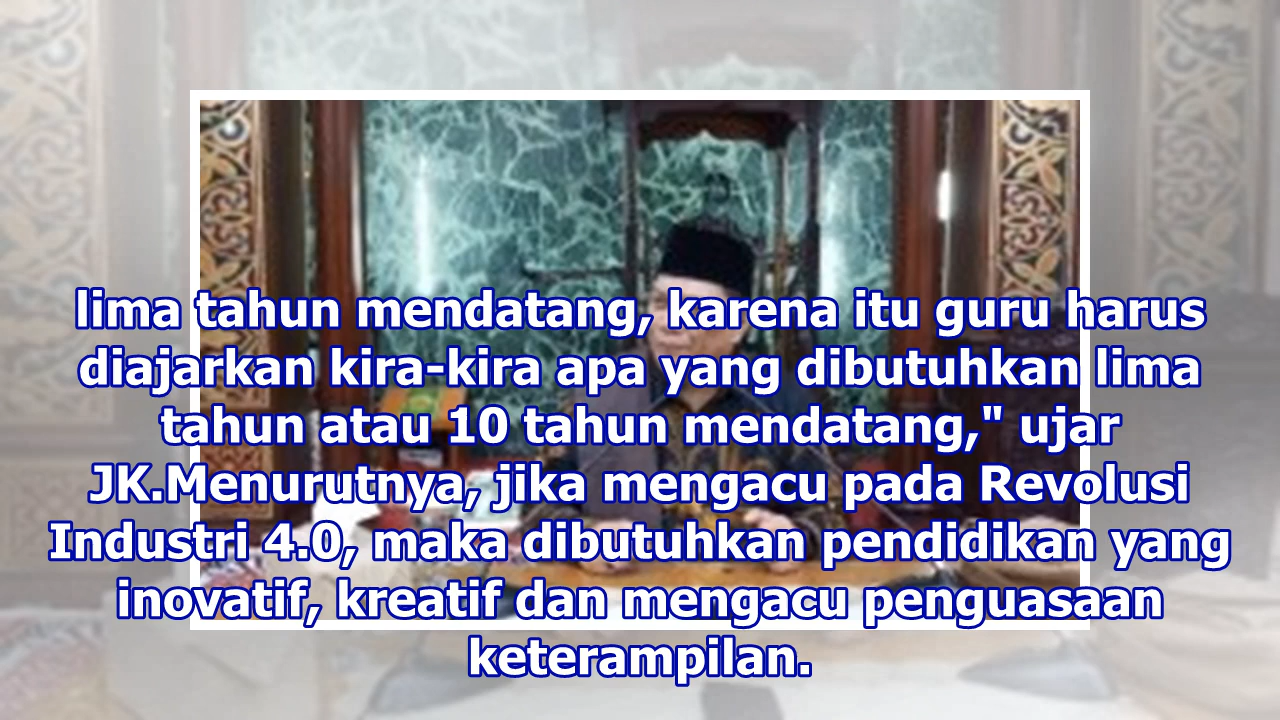 lima tahun mendatang, karena itu guru harus
diajarkan kira-kira apa yang dibutuhkan lima
tahun atau 10 tahun mendatang," ujar
JK.Menurutnya, jika mengacu pada Revolusi
Industri 4.0, maka dibutuhkan pendidikan yang
inovatif, kreatif dan mengacu penguasaan
keterampilan.